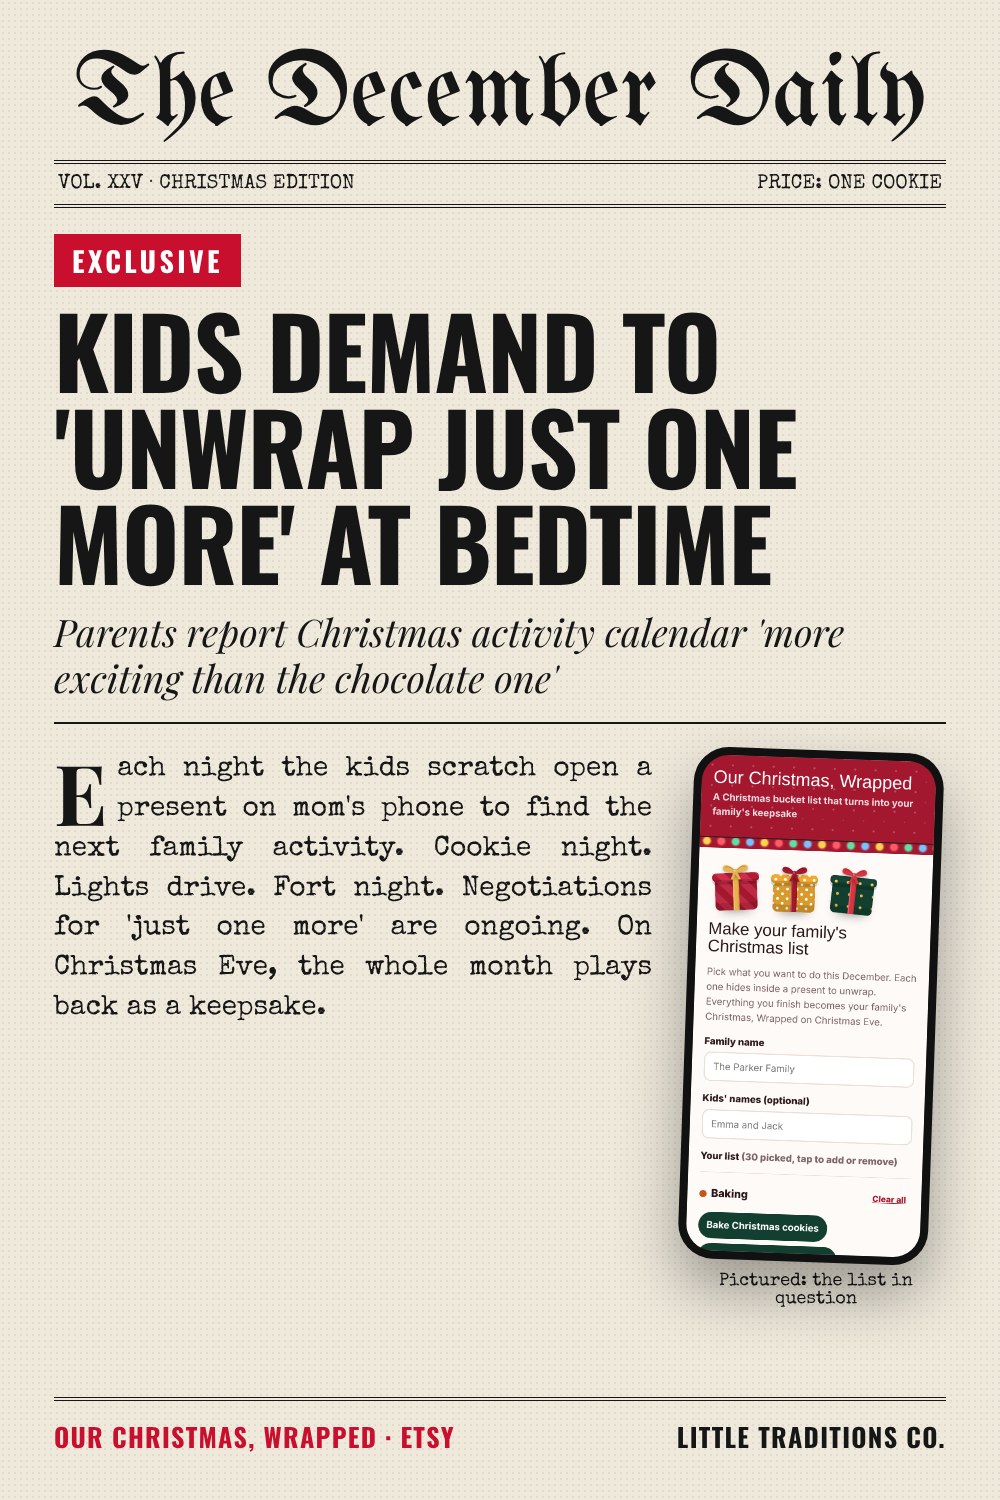 The December Daily
VOL. XXV · CHRISTMAS EDITION
PRICE: ONE COOKIE
EXCLUSIVE
KIDS DEMAND TO
'UNWRAP JUST ONE
MORE' AT BEDTIME
Parents report Christmas activity calendar 'more
exciting than the chocolate one'
Each night the kids scratch open a
present on mom's phone to find the
next family activity. Cookie night.
Lights drive. Fort night. Negotiations
for 'just one more' are ongoing. On
Christmas Eve, the whole month plays
back as a keepsake.
Our Christmas, Wrapped
A Christmas bucket list that turns into your
family's keepsake
Make your family's
Christmas list
Pick what you want to do this December. Each
one hides inside a present to unwrap.
Everything you finish becomes your family's
Christmas, Wrapped on Christmas Eve.
Family name
The Parker Family
Kids' names (optional)
Emma and Jack
Your list (30 picked, tap to add or remove)
Baking
Clear all
Bake Christmas cookies
Pictured: the list in
question
OUR CHRISTMAS, WRAPPED · ETSY
LITTLE TRADITIONS CO.